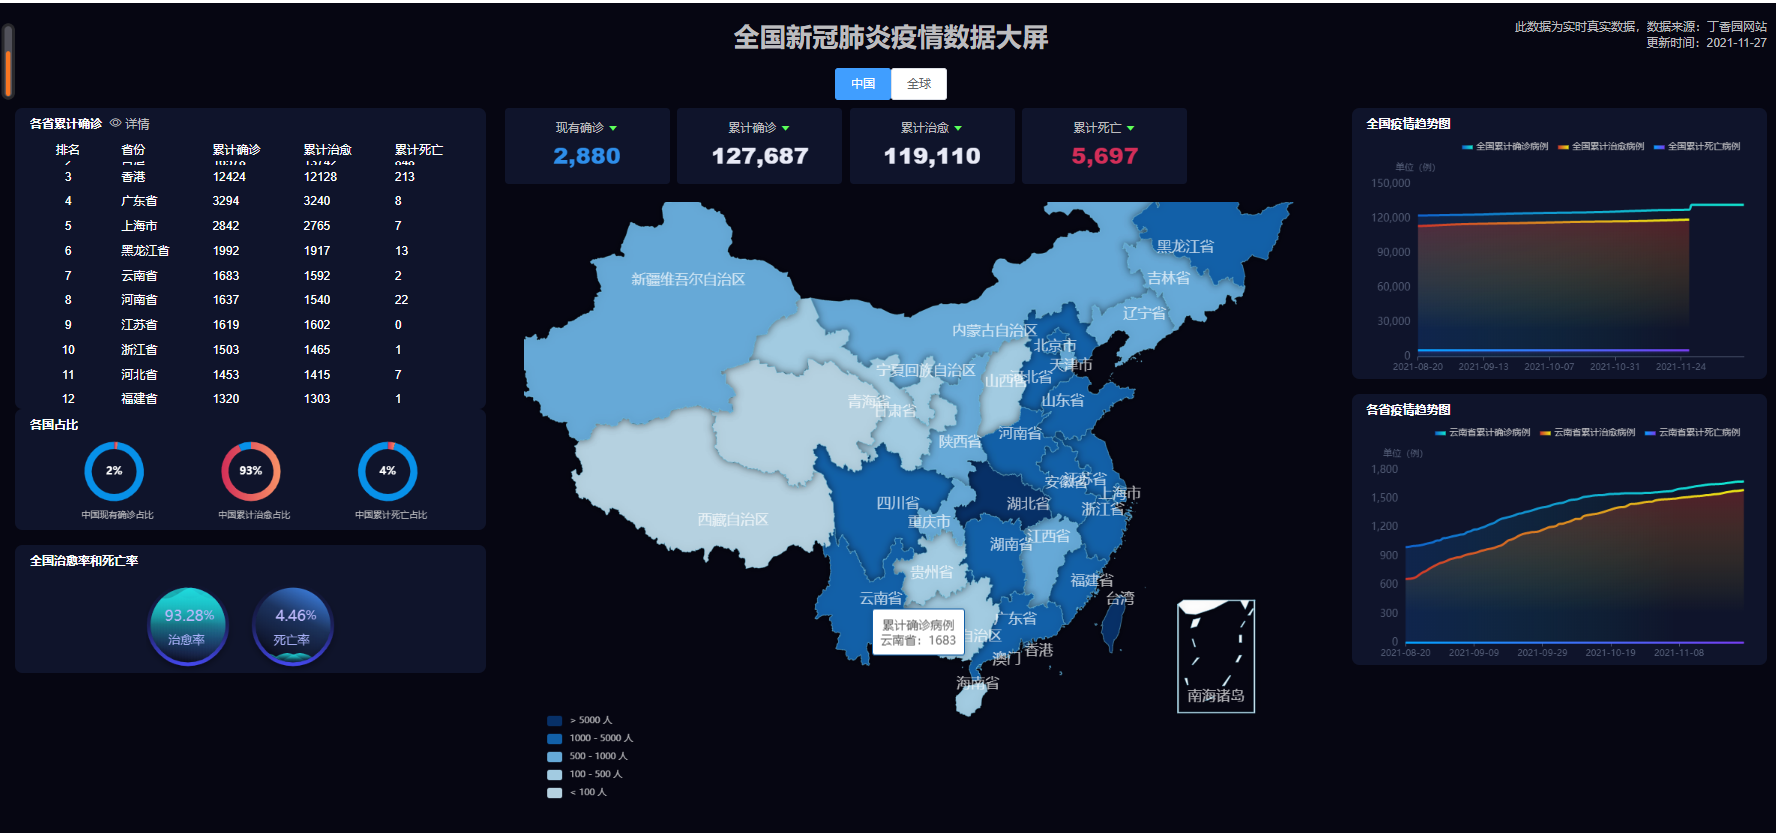 全国新冠肺炎疫情数据大屏
此数据为实时真实数据，数据来源：丁香园网站
更新时间：2021-11-27
中国 全球
各省累计确诊 详情
排名 省份 累计确诊 累计治愈 累计死亡
3 香港 12424 12128 213
4 广东省 3294 3240 8
5 上海市 2842 2765 7
6 黑龙江省 1992 1917 13
7 云南省 1683 1592 2
8 河南省 1637 1540 22
9 江苏省 1619 1602 0
10 浙江省 1503 1465 1
11 河北省 1453 1415 7
12 福建省 1320 1303 1
各国占比
2% 93% 4%
中国现有确诊占比 中国累计治愈占比 中国累计死亡占比
全国治愈率和死亡率
93.28% 4.46%
治愈率 死亡率
现有确诊 累计确诊 累计治愈 累计死亡
2,880 127,687 119,110 5,697
黑龙江省
新疆维吾尔自治区
吉林省
辽宁省
内蒙古自治区
北京市
天津市
宁夏回族自治区
山西省
河北省
青海省
甘肃省
山东省
河南省
陕西省
安徽省
江苏省
上海市
四川省
湖北省
浙江省
重庆市
西藏自治区
湖南省
江西省
贵州省
福建省
云南省
台湾
广东省
累计确诊病例
云南省：1683
自治区
香港
澳门
海南省
南海诸岛
> 5000 人
1000 - 5000 人
500 - 1000 人
100 - 500 人
< 100 人
全国疫情趋势图
全国累计确诊病例 全国累计治愈病例 全国累计死亡病例
单位（例）
150,000
120,000
90,000
60,000
30,000
0
2021-08-20 2021-09-13 2021-10-07 2021-10-31 2021-11-24
各省疫情趋势图
云南省累计确诊病例 云南省累计治愈病例 云南省累计死亡病例
单位（例）
1,800
1,500
1,200
900
600
300
0
2021-08-20 2021-09-09 2021-09-29 2021-10-19 2021-11-08